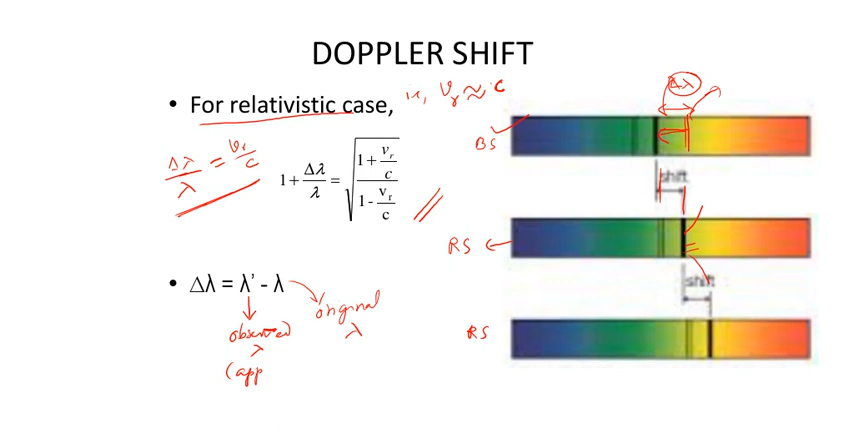 DOPPLER SHIFT
• For relativistic case, ie, vᵣ ≈ c
Δλ/λ = vᵣ/c
1 + Δλ/λ = √((1 + vᵣ/c)/(1 - vᵣ/c))
• Δλ = λ' - λ
observed
λ
(app
original
λ
Δλ
BS
shift
RS
shift
RS